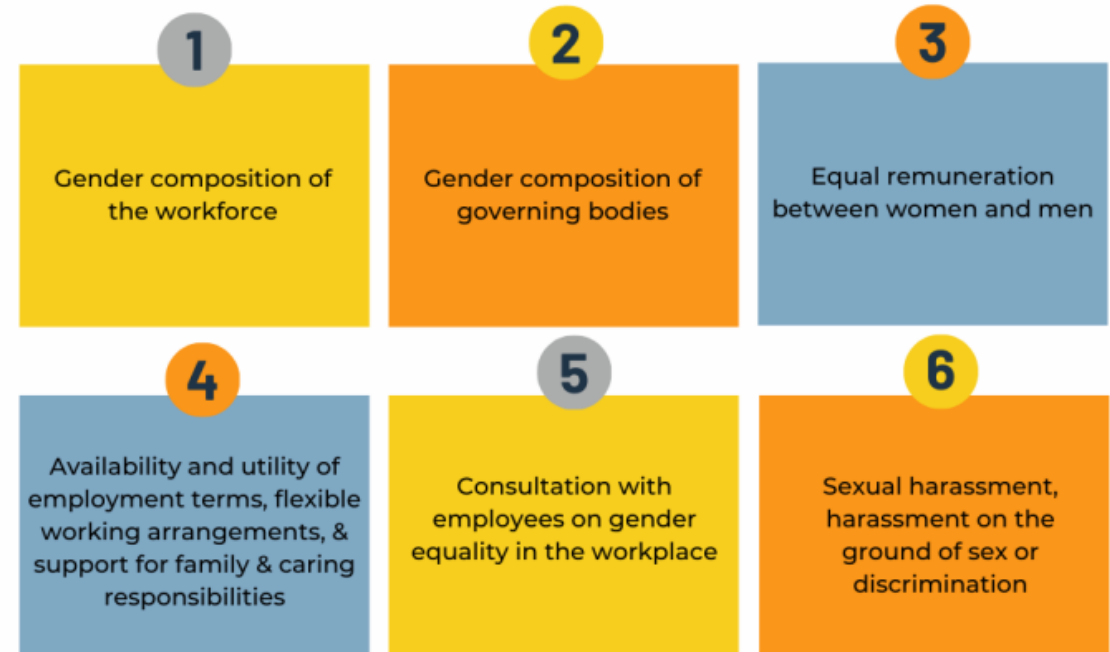 1
Gender composition of
the workforce
2
Gender composition of
governing bodies
3
Equal remuneration
between women and men
4
Availability and utility of
employment terms, flexible
working arrangements, &
support for family & caring
responsibilities
5
Consultation with
employees on gender
equality in the workplace
6
Sexual harassment,
harassment on the
ground of sex or
discrimination